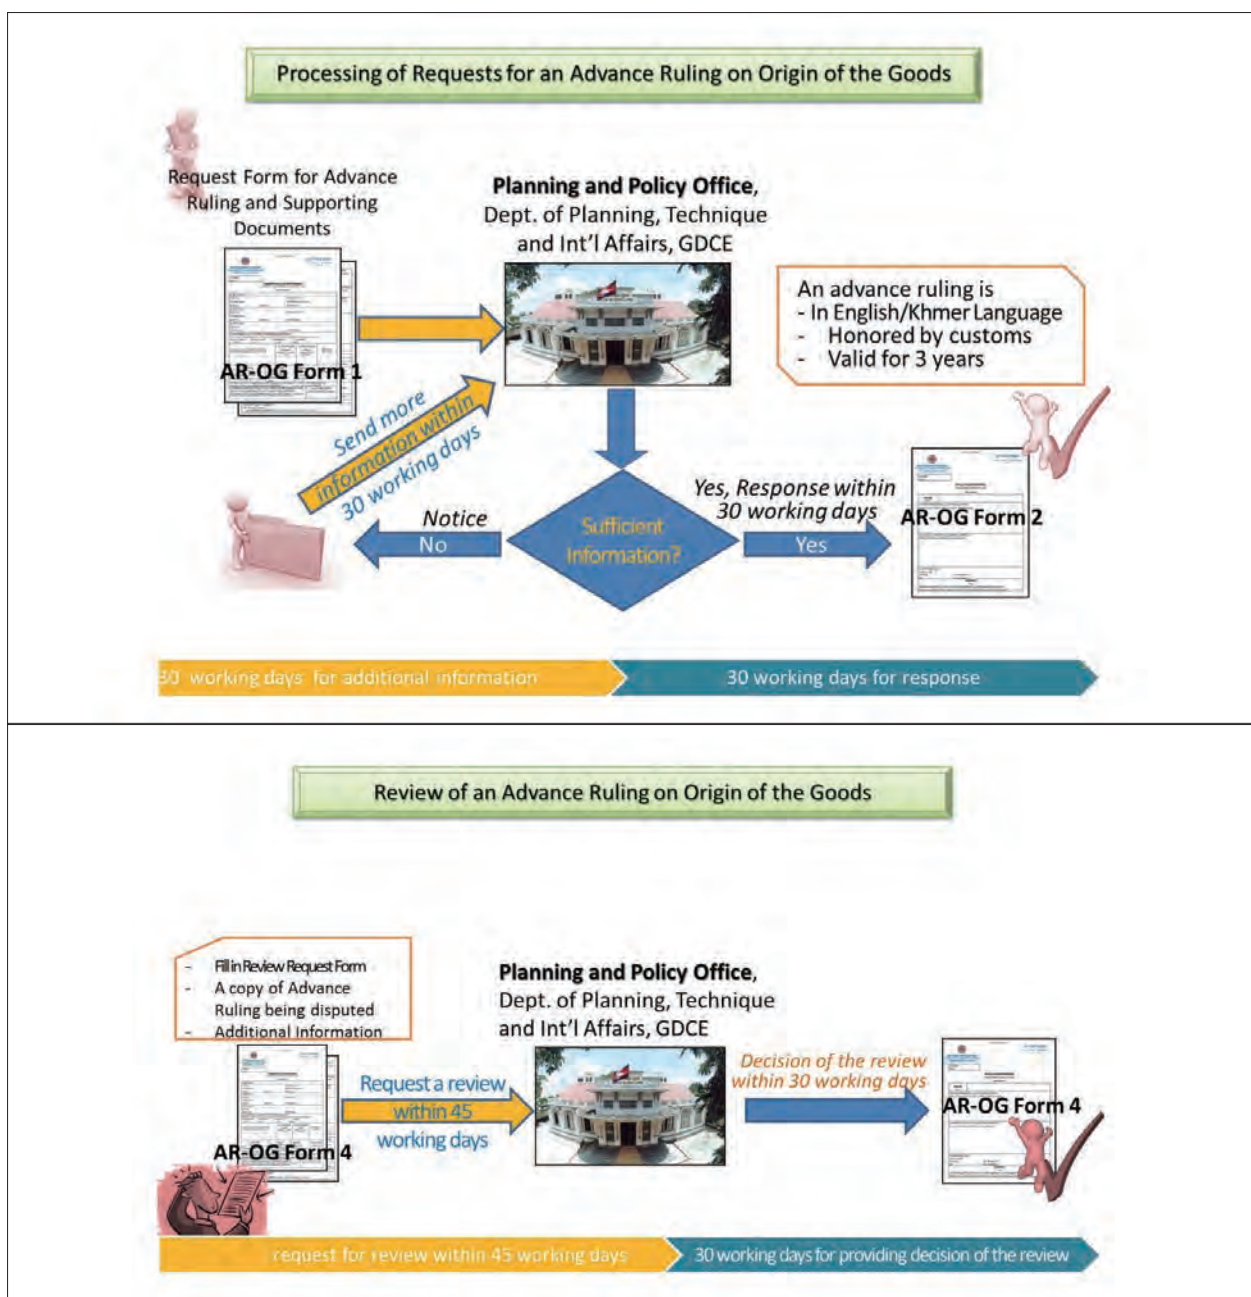 Processing of Requests for an Advance Ruling on Origin of the Goods
Request Form for Advance
Ruling and Supporting
Documents
AR-OG Form 1
Planning and Policy Office,
Dept. of Planning, Technique
and Int'l Affairs, GDCE
An advance ruling is
- In English/Khmer Language
- Honored by customs
- Valid for 3 years
Send more
information within
30 working days
Notice
No
Sufficient
Information?
Yes, Response within
30 working days
Yes
AR-OG Form 2
30 working days for additional information
30 working days for response
Review of an Advance Ruling on Origin of the Goods
- Fill in Review Request Form
- A copy of Advance
Ruling being disputed
- Additional Information
AR-OG Form 4
Request a review
within 45
working days
Planning and Policy Office,
Dept. of Planning, Technique
and Int'l Affairs, GDCE
Decision of the review
within 30 working days
AR-OG Form 4
request for review within 45 working days
30 working days for providing decision of the review